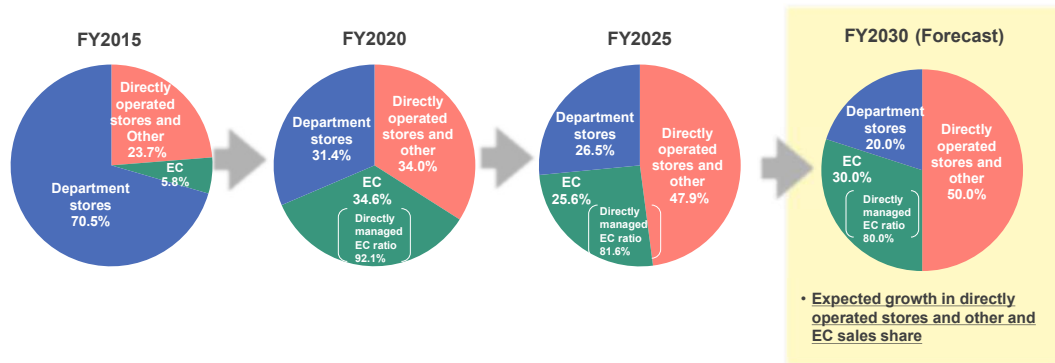 FY2015
Directly
operated
stores and
Other
23.7%
EC
5.8%
Department
stores
70.5%
FY2020
Department
stores
31.4%
Directly
operated
stores and
other
34.0%
EC
34.6%
Directly
managed
EC ratio
92.1%
FY2025
Department
stores
26.5%
Directly
operated
stores and
other
47.9%
EC
25.6%
Directly
managed
EC ratio
81.6%
FY2030 (Forecast)
Department
stores
20.0%
Directly
operated
stores and
other
50.0%
EC
30.0%
Directly
managed
EC ratio
80.0%
• Expected growth in directly
operated stores and other and
EC sales share